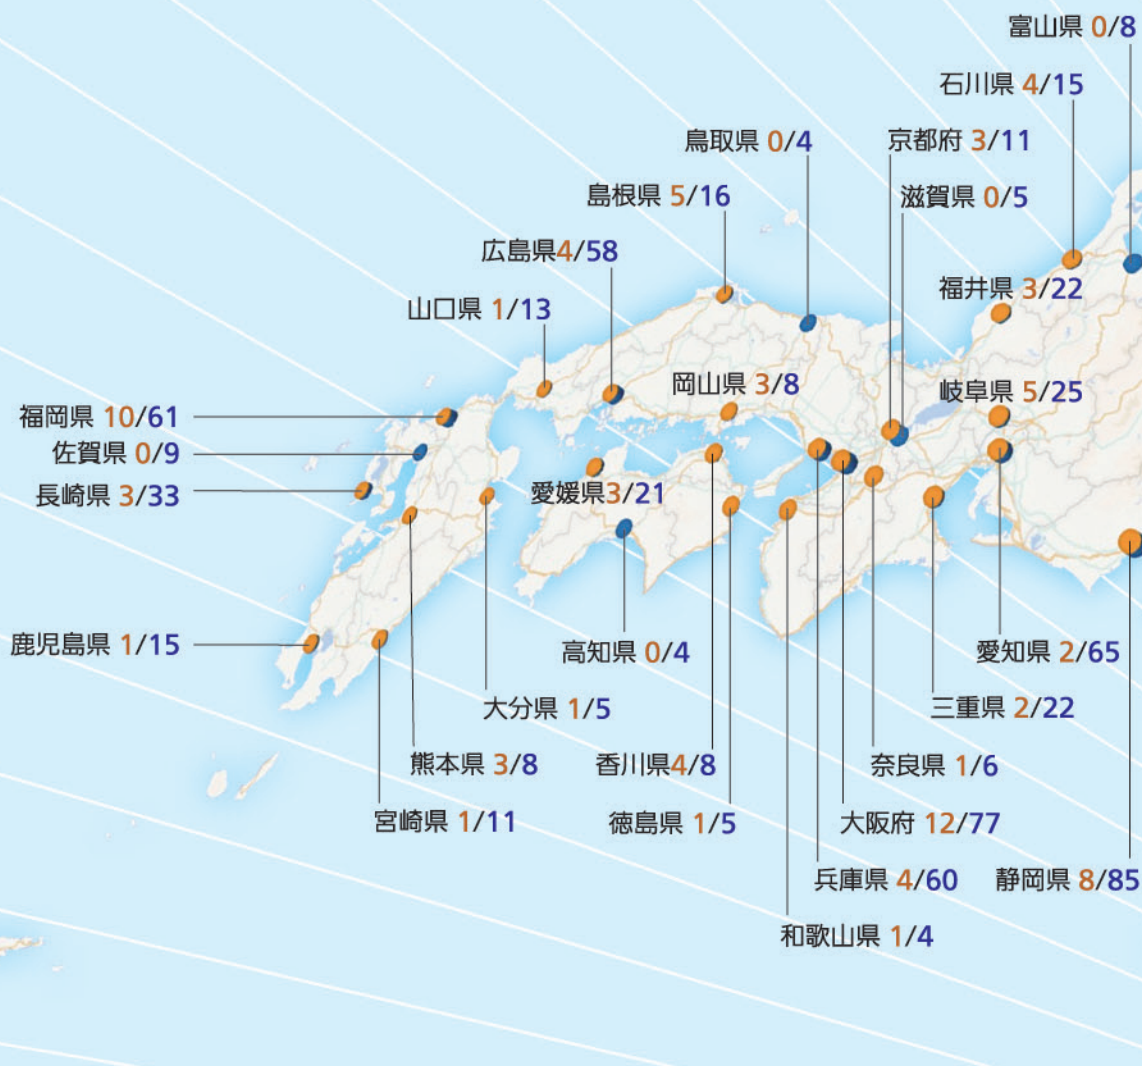 富山県 0/8
石川県 4/15
鳥取県 0/4
京都府 3/11
島根県 5/16
滋賀県 0/5
広島県4/58
福井県 3/22
山口県 1/13
岡山県 3/8
岐阜県 5/25
福岡県 10/61
佐賀県 0/9
長崎県 3/33
愛媛県3/21
鹿児島県 1/15
高知県 0/4
愛知県 2/65
大分県 1/5
三重県 2/22
熊本県 3/8
香川県4/8
奈良県 1/6
宮崎県 1/11
徳島県 1/5
大阪府 12/77
兵庫県 4/60
静岡県 8/85
和歌山県 1/4